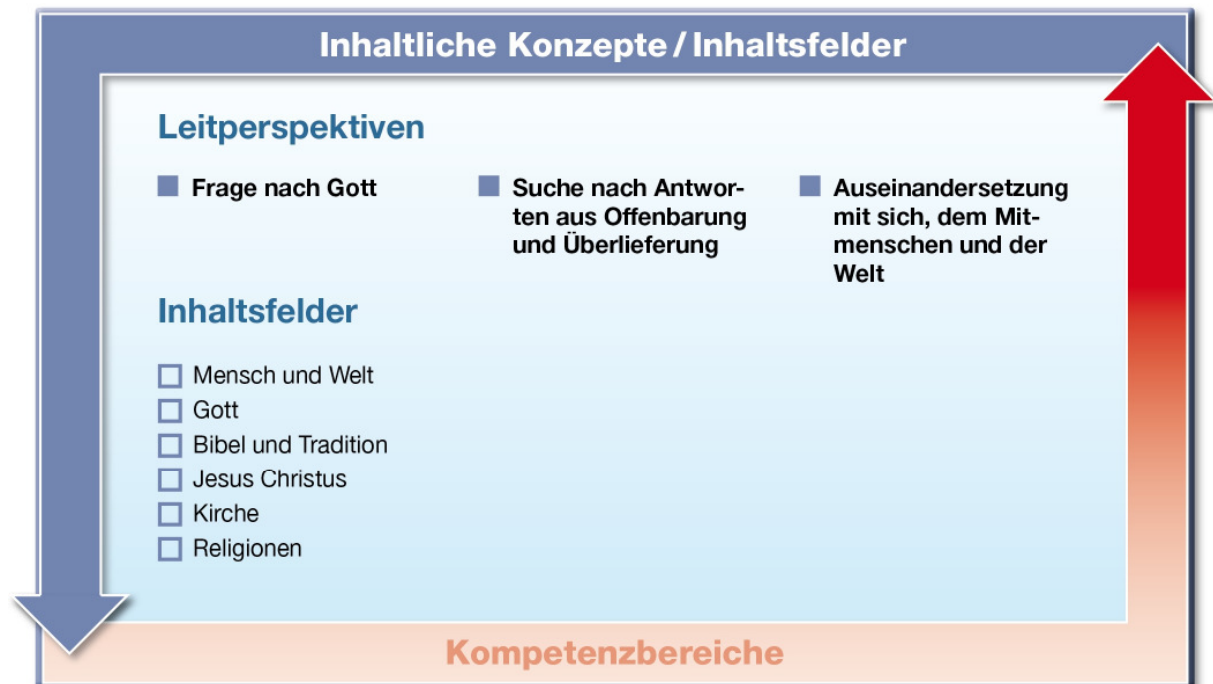 Inhaltliche Konzepte / Inhaltsfelder
Leitperspektiven
Frage nach Gott
Suche nach Antwor-
ten aus Offenbarung
und Überlieferung
Auseinandersetzung
mit sich, dem Mit-
menschen und der
Welt
Inhaltsfelder
Mensch und Welt
Gott
Bibel und Tradition
Jesus Christus
Kirche
Religionen
Kompetenzbereiche